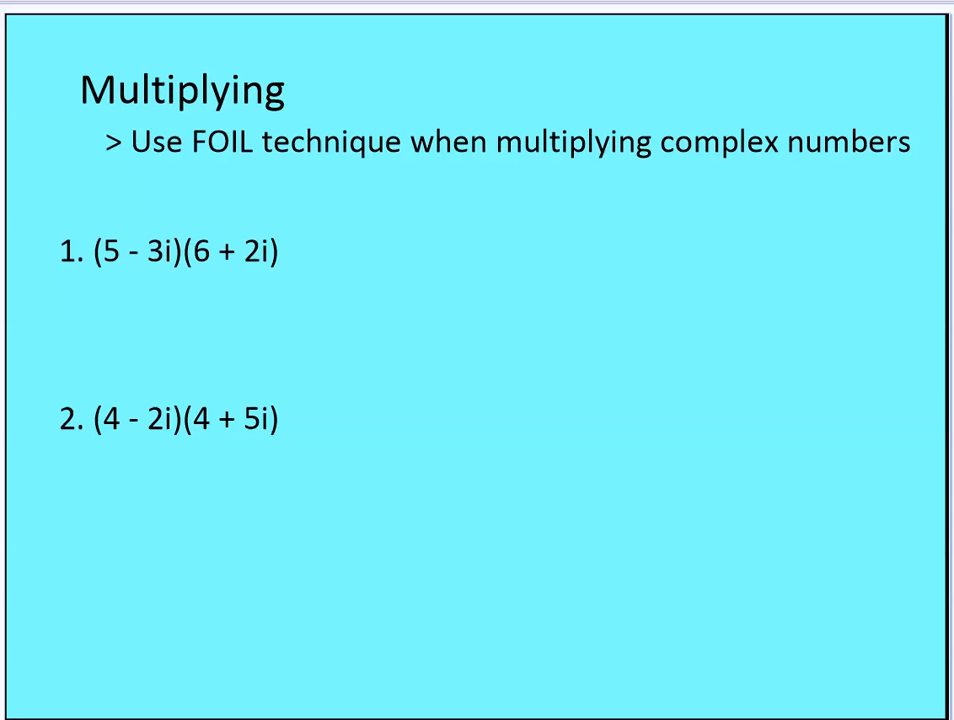 Multiplying
> Use FOIL technique when multiplying complex numbers
1. (5 - 3i)(6 + 2i)
2. (4 - 2i)(4 + 5i)